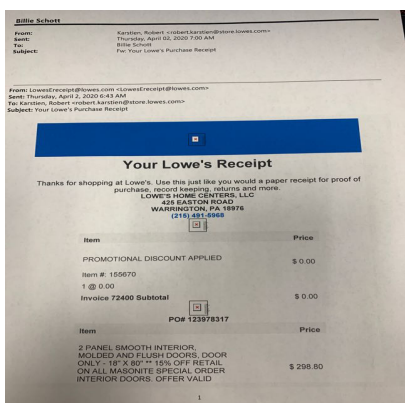 Billie Schott
From: Karstien, Robert <robert.karstien@store.lowes.com>
Sent: Thursday, April 02, 2020 7:00 AM
To: Billie Schott
Subject: Fw: Your Lowe's Purchase Receipt
From: LowesEreceipt@lowes.com <LowesEreceipt@lowes.com>
Sent: Thursday, April 2, 2020 6:43 AM
To: Karstien, Robert <robert.karstien@store.lowes.com>
Subject: Your Lowe's Purchase Receipt
Your Lowe's Receipt
Thanks for shopping at Lowe's. Use this just like you would a paper receipt for proof of
purchase, record keeping, returns and more.
LOWE'S HOME CENTERS, LLC
425 EASTON ROAD
WARRINGTON, PA 18976
(215) 491-5968
Item Price
PROMOTIONAL DISCOUNT APPLIED $ 0.00
Item #: 155670
1 @ 0.00
Invoice 72400 Subtotal $ 0.00
PO# 123978317
Item Price
2 PANEL SMOOTH INTERIOR,
MOLDED AND FLUSH DOORS, DOOR
ONLY - 18" X 80" ** 15% OFF RETAIL
ON ALL MASONITE SPECIAL ORDER
INTERIOR DOORS. OFFER VALID
$ 298.80
1